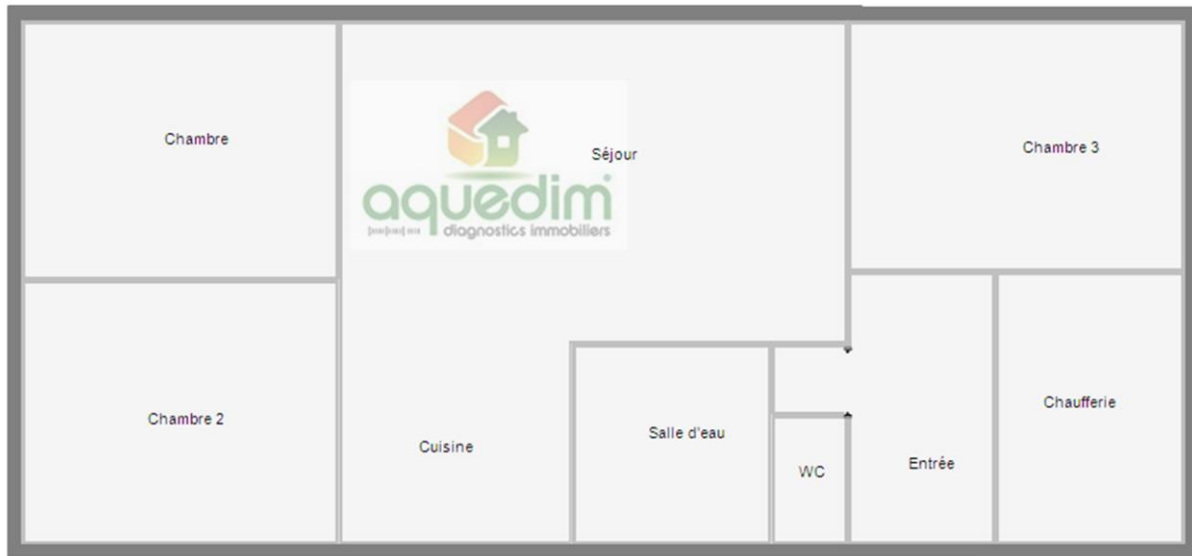 Chambre
Séjour
Chambre 3
aquedim
diagnostics immobiliers
Chambre 2
Cuisine
Salle d'eau
WC
Entrée
Chaufferie